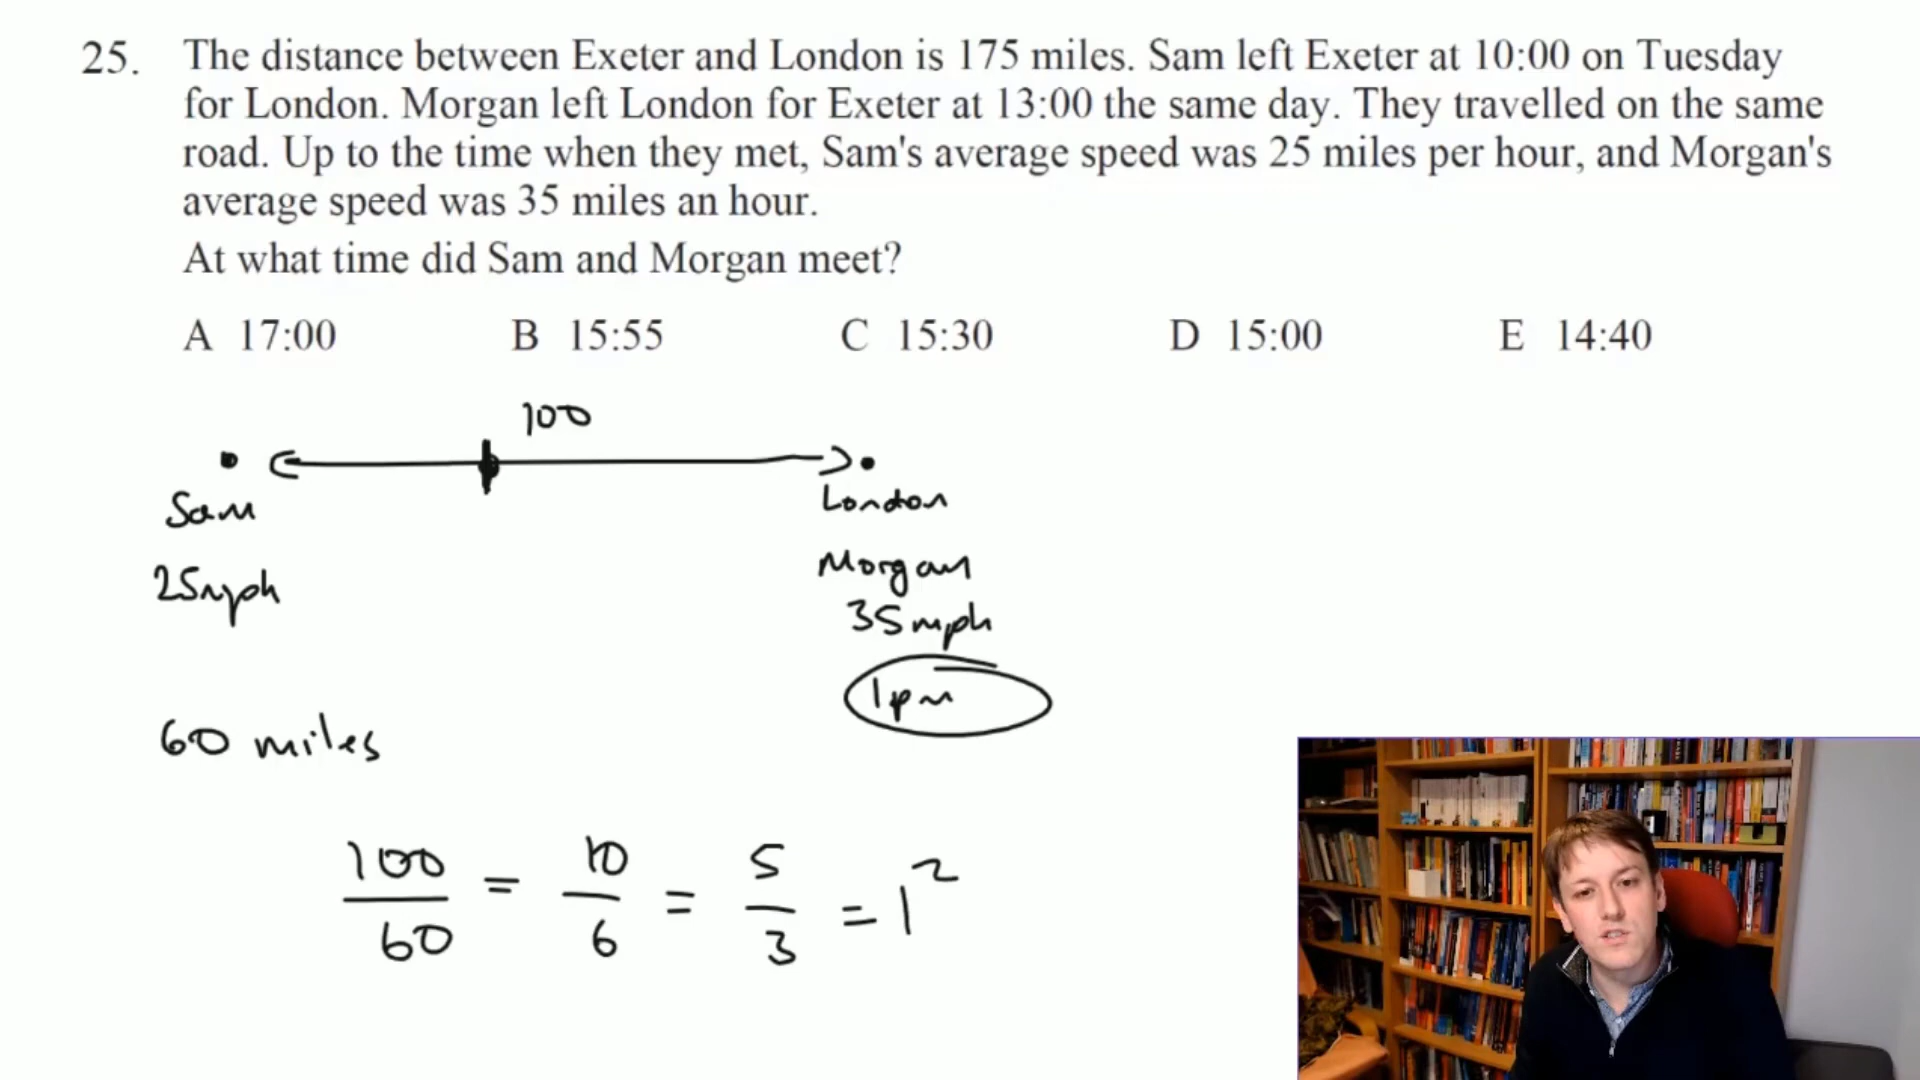 25. The distance between Exeter and London is 175 miles. Sam left Exeter at 10:00 on Tuesday
for London. Morgan left London for Exeter at 13:00 the same day. They travelled on the same
road. Up to the time when they met, Sam's average speed was 25 miles per hour, and Morgan's
average speed was 35 miles an hour.
At what time did Sam and Morgan meet?
A 17:00 B 15:55 C 15:30 D 15:00 E 14:40
100
Sam London
25mph Morgan
35mph
1pm
60 miles
100/60 = 10/6 = 5/3 = 1 2